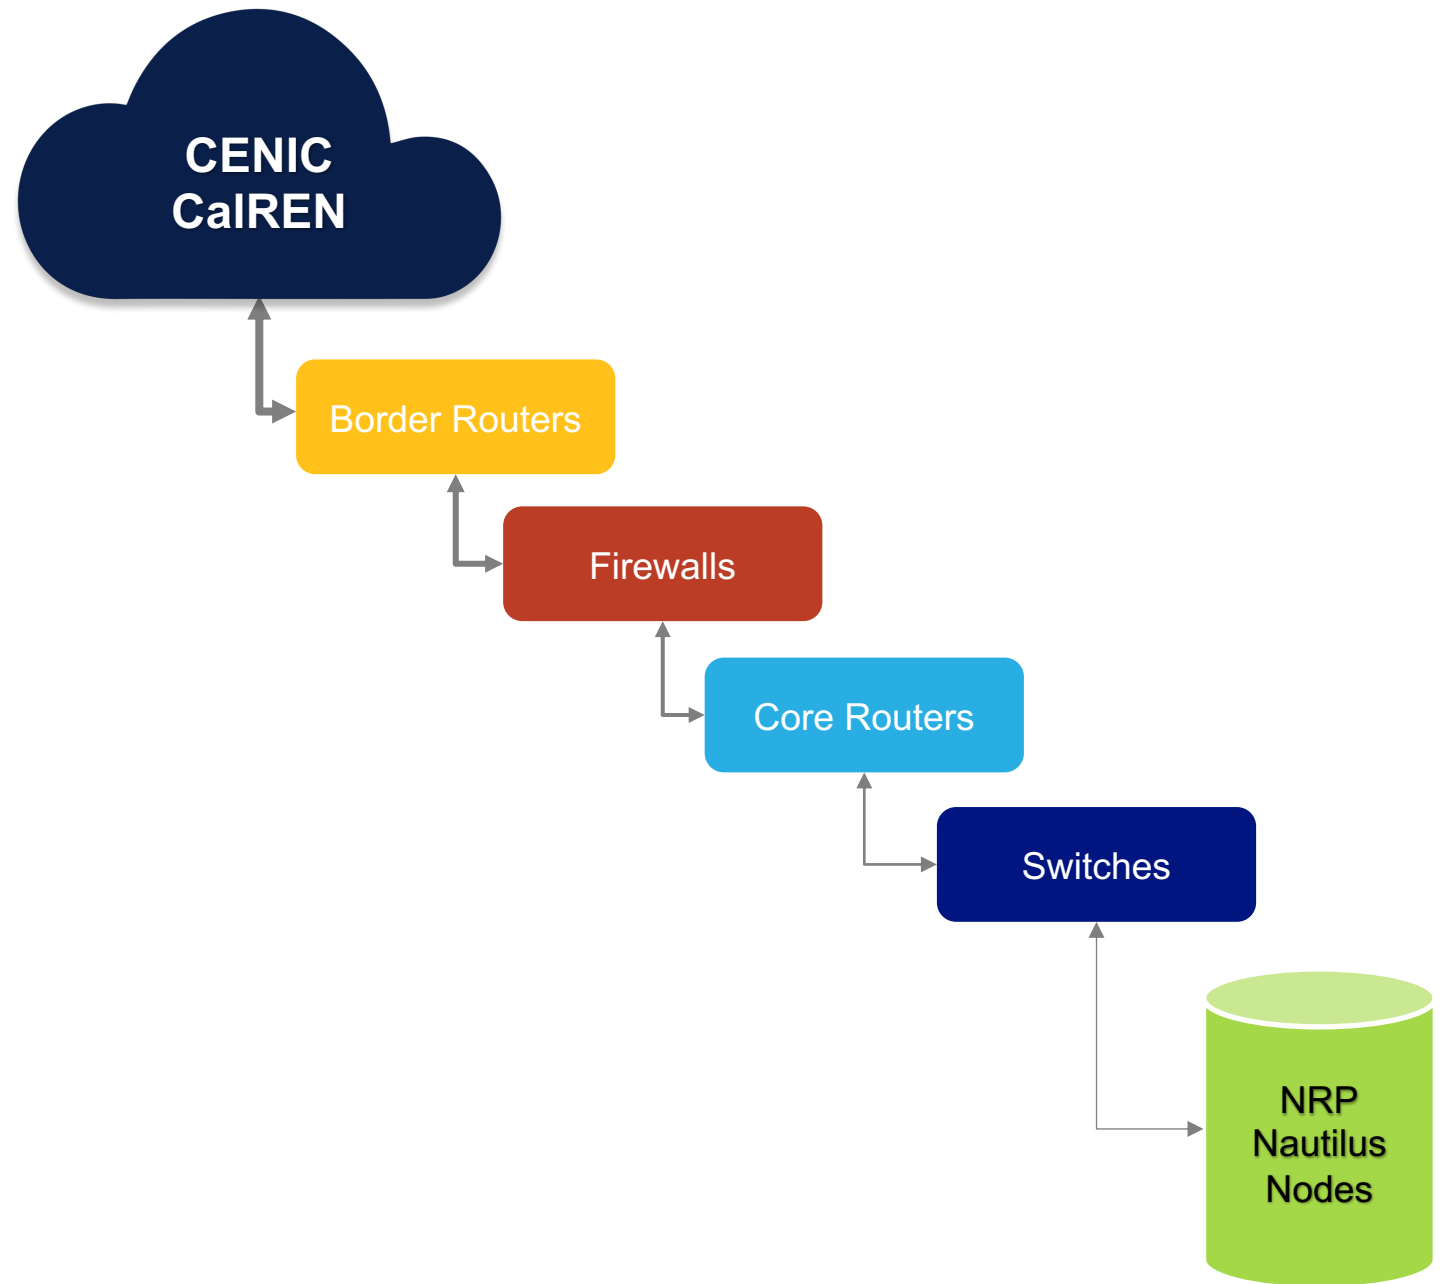 CENIC
CalREN
Border Routers
Firewalls
Core Routers
Switches
NRP
Nautilus
Nodes